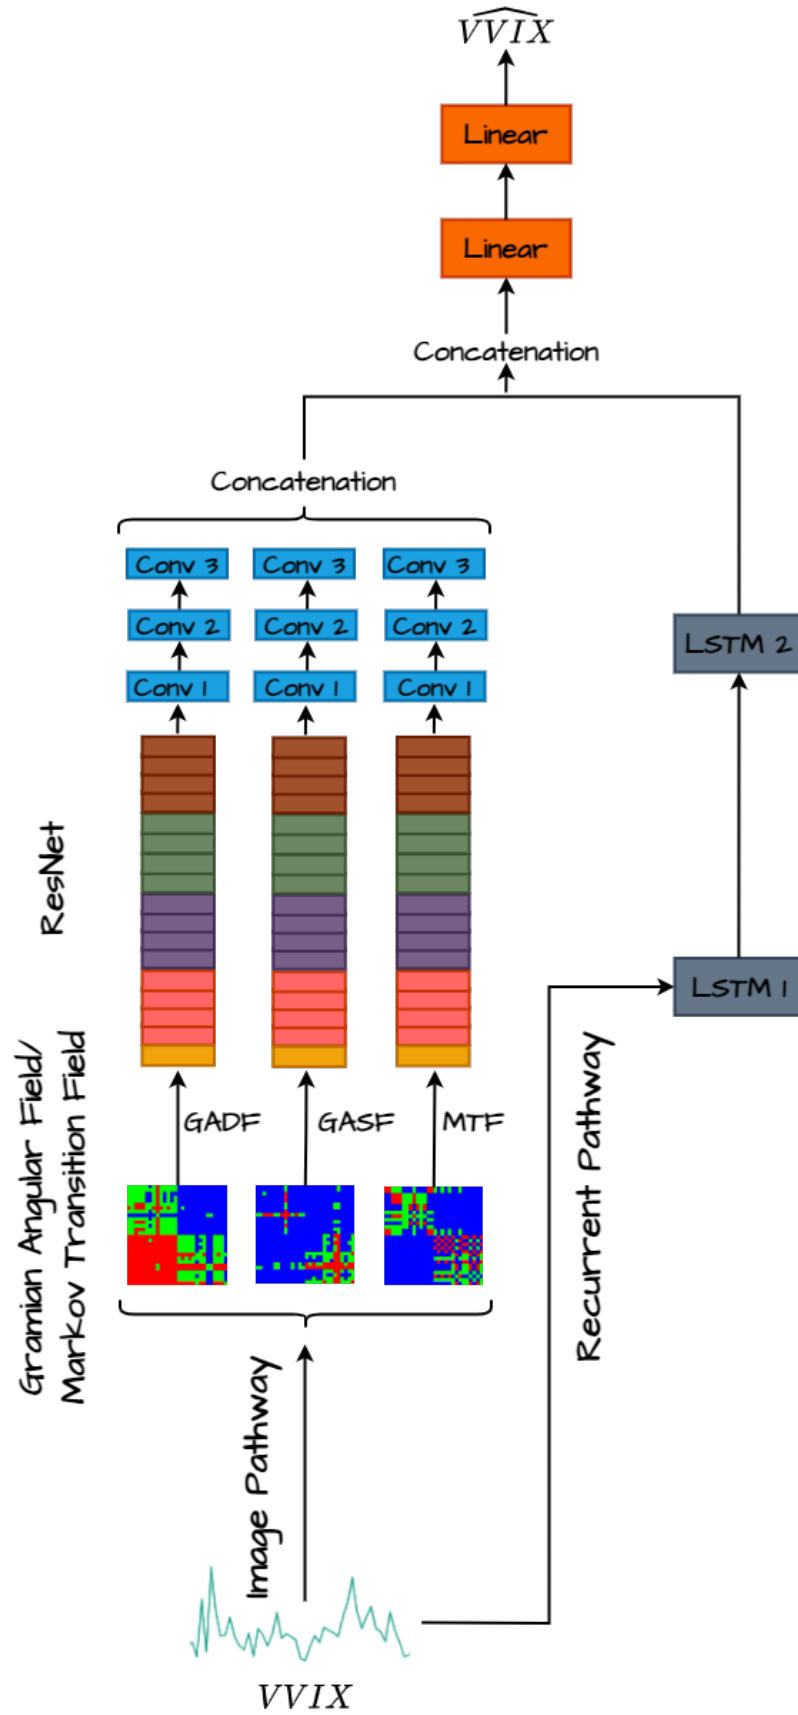 VVIX
Linear
Linear
Concatenation
Concatenation
Conv 3
Conv 3
Conv 3
Conv 2
Conv 2
Conv 2
Conv 1
Conv 1
Conv 1
LSTM 2
ResNet
LSTM 1
Gramian Angular Field/
Markov Transition Field
GADF
GASF
MTF
Recurrent Pathway
Image Pathway
VVIX